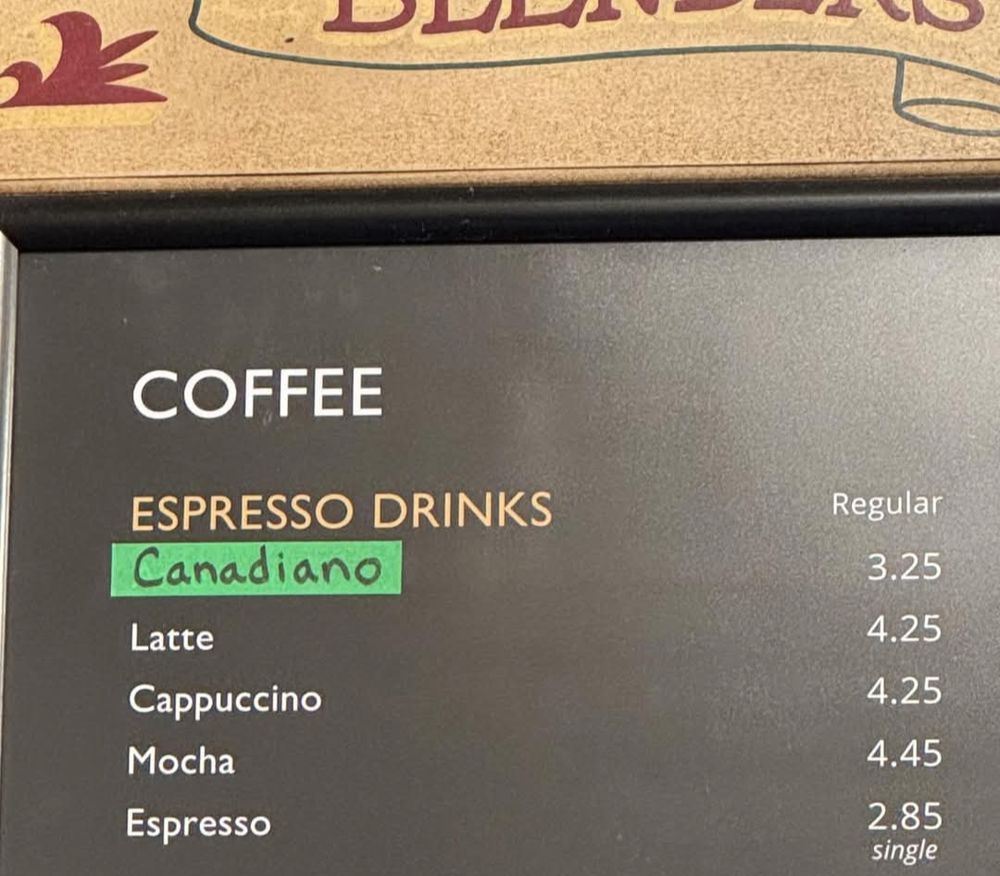 BLENDERS
COFFEE
ESPRESSO DRINKS Regular
Canadiano 3.25
Latte 4.25
Cappuccino 4.25
Mocha 4.45
Espresso 2.85
single